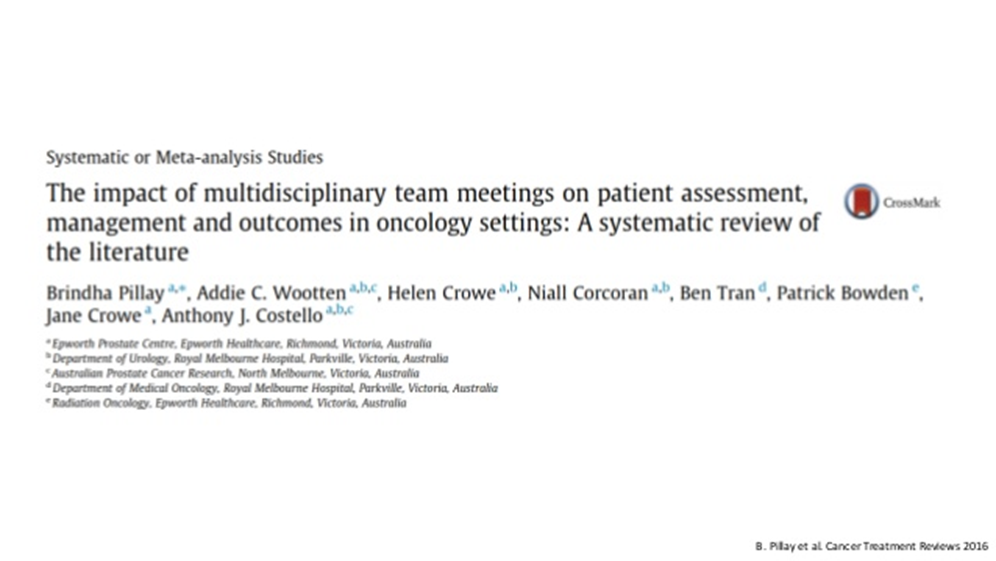 Systematic or Meta-analysis Studies
The impact of multidisciplinary team meetings on patient assessment,
management and outcomes in oncology settings: A systematic review of
the literature
CrossMark
Brindha Pillay a,*, Addie C. Wootten a,b,c, Helen Crowe a,b, Niall Corcoran a,b, Ben Tran d, Patrick Bowden e,
Jane Crowe a, Anthony J. Costello a,b,c
a Epworth Prostate Centre, Epworth Healthcare, Richmond, Victoria, Australia
b Department of Urology, Royal Melbourne Hospital, Parkville, Victoria, Australia
c Australian Prostate Cancer Research, North Melbourne, Victoria, Australia
d Department of Medical Oncology, Royal Melbourne Hospital, Parkville, Victoria, Australia
e Radiation Oncology, Epworth Healthcare, Richmond, Victoria, Australia
B. Pillay et al. Cancer Treatment Reviews 2016